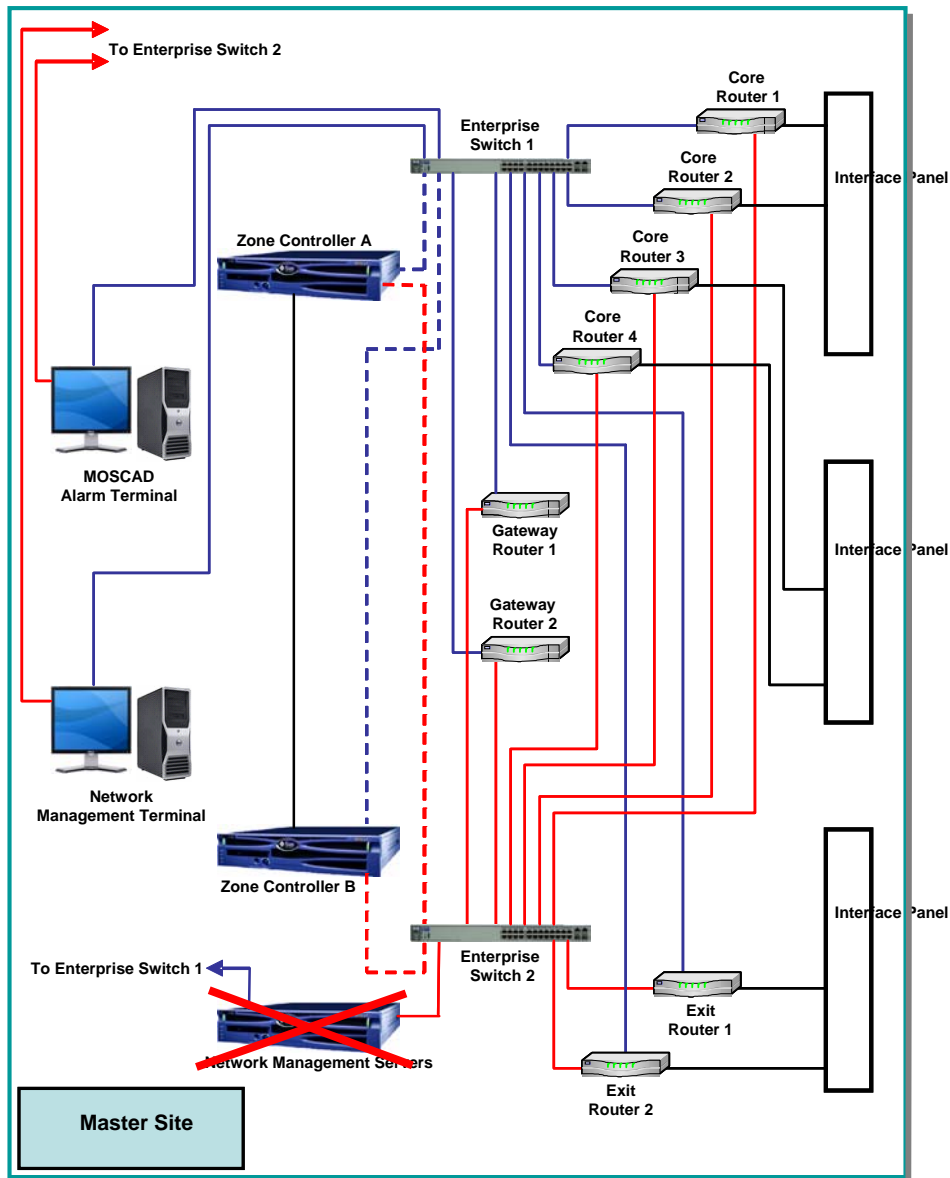 To Enterprise Switch 2
Core
Router 1
Enterprise
Switch 1
Core
Router 2
Interface Panel
Zone Controller A
Core
Router 3
Core
Router 4
MOSCAD
Alarm Terminal
Gateway
Router 1
Interface Panel
Gateway
Router 2
Network
Management Terminal
Zone Controller B
Interface Panel
Enterprise
Switch 2
To Enterprise Switch 1
Exit
Router 1
Network Management Servers
Exit
Router 2
Master Site